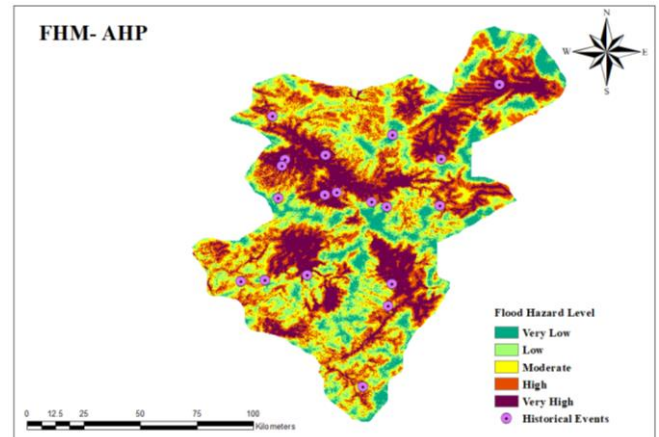 FHM- AHP
N
W
E
S
Flood Hazard Level
Very Low
Low
Moderate
High
Very High
Historical Events
0 12.5 25 50 75 100
Kilometers